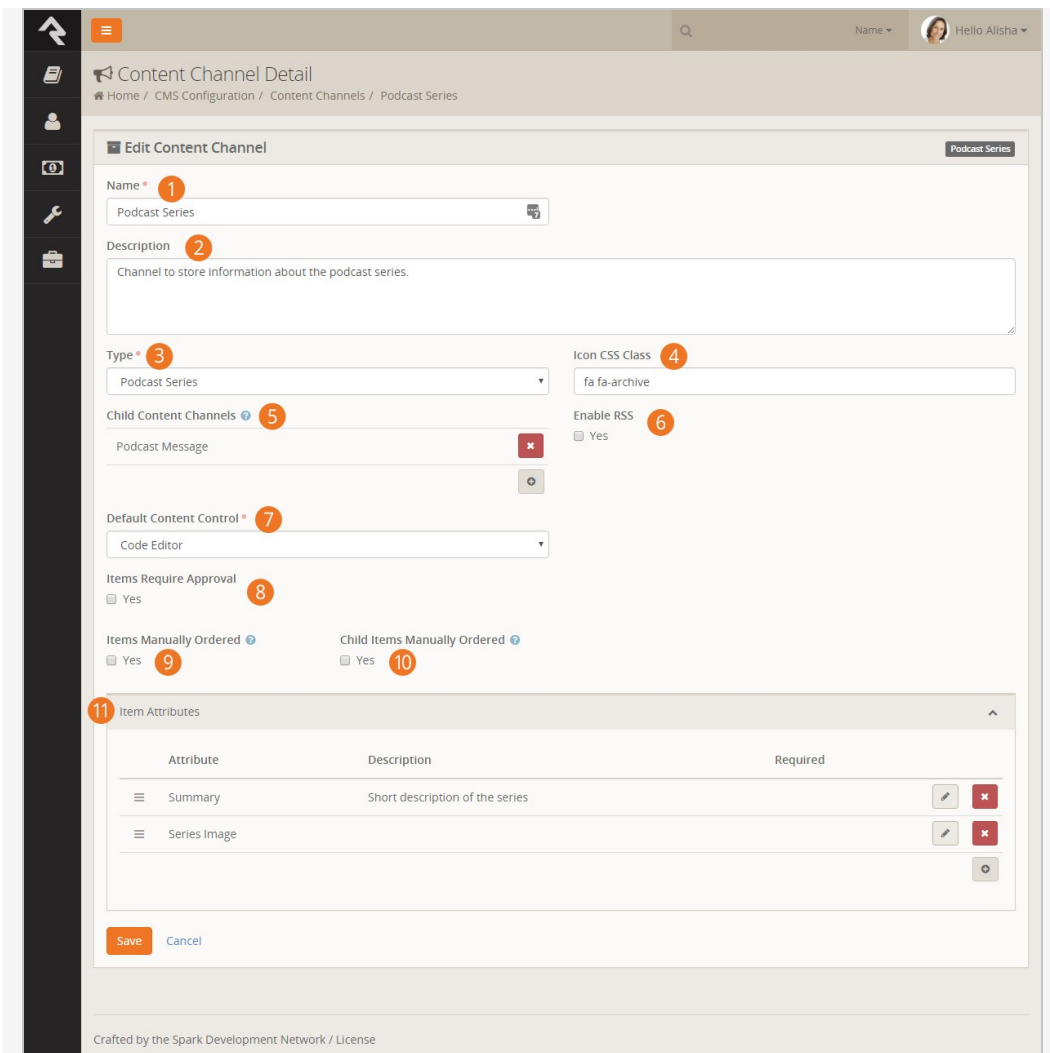 Name
Hello Alisha
Content Channel Detail
Home / CMS Configuration / Content Channels / Podcast Series
Edit Content Channel
Podcast Series
Name * 1
Podcast Series
Description 2
Channel to store information about the podcast series.
Type * 3
Icon CSS Class 4
Podcast Series
fa fa-archive
Child Content Channels ? 5
Enable RSS 6
Yes
Podcast Message
Default Content Control * 7
Code Editor
Items Require Approval 8
Yes
Items Manually Ordered ?
Child Items Manually Ordered ?
Yes 9
Yes 10
11 Item Attributes
Attribute Description Required
Summary Short description of the series
Series Image
Save Cancel
Crafted by the Spark Development Network / License